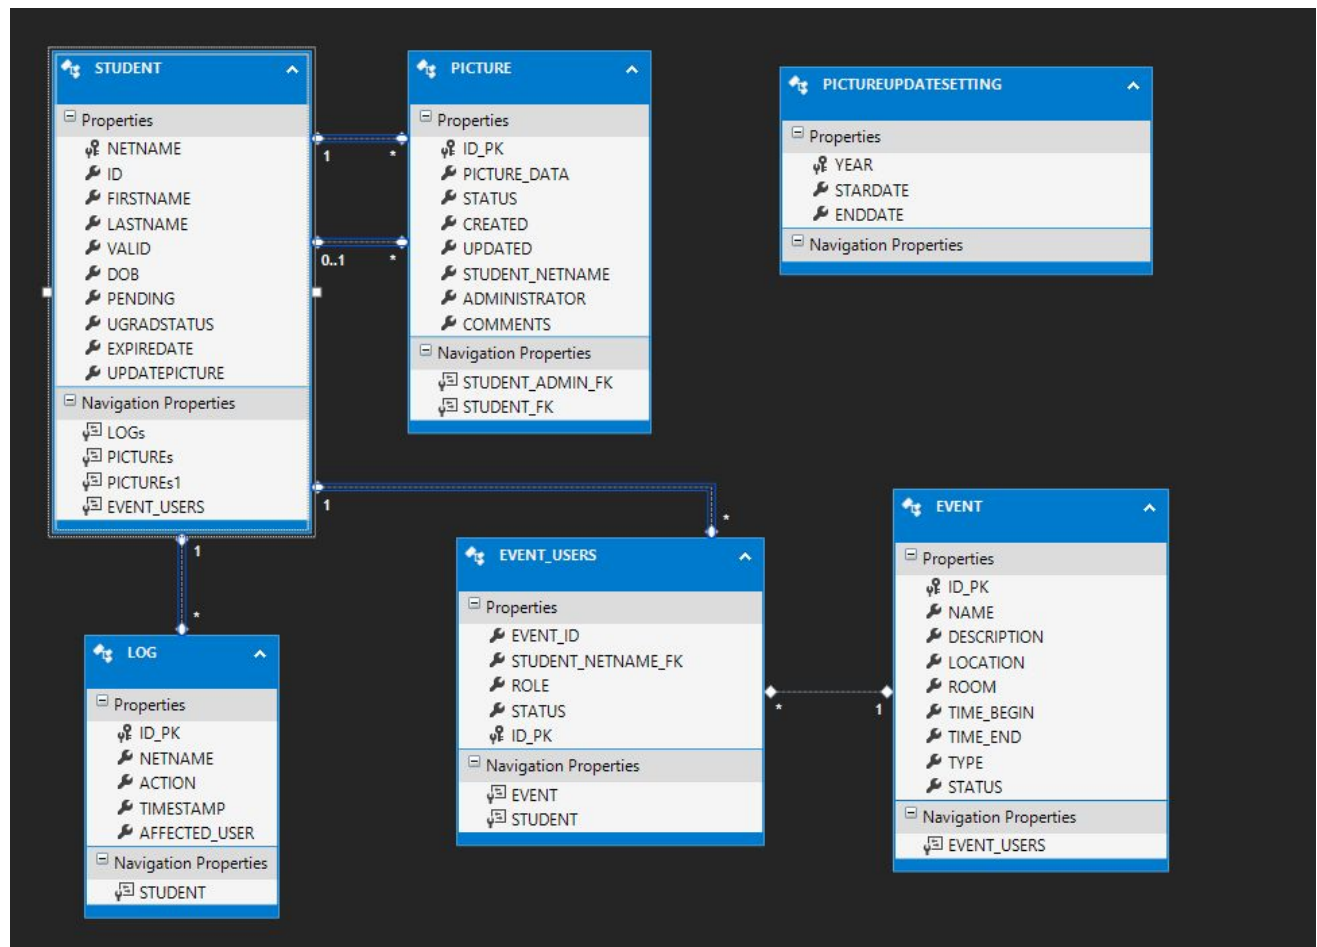 STUDENT
Properties
NETNAME
ID
FIRSTNAME
LASTNAME
VALID
DOB
PENDING
UGRADSTATUS
EXPIREDATE
UPDATEPICTURE
Navigation Properties
LOGs
PICTUREs
PICTUREs1
EVENT_USERS
1
*
0..1
*
PICTURE
Properties
ID_PK
PICTURE_DATA
STATUS
CREATED
UPDATED
STUDENT_NETNAME
ADMINISTRATOR
COMMENTS
Navigation Properties
STUDENT_ADMIN_FK
STUDENT_FK
PICTUREUPDATESETTING
Properties
YEAR
STARDATE
ENDDATE
Navigation Properties
1
*
1
*
LOG
Properties
ID_PK
NETNAME
ACTION
TIMESTAMP
AFFECTED_USER
Navigation Properties
STUDENT
EVENT_USERS
Properties
EVENT_ID
STUDENT_NETNAME_FK
ROLE
STATUS
ID_PK
Navigation Properties
EVENT
STUDENT
*
1
EVENT
Properties
ID_PK
NAME
DESCRIPTION
LOCATION
ROOM
TIME_BEGIN
TIME_END
TYPE
STATUS
Navigation Properties
EVENT_USERS